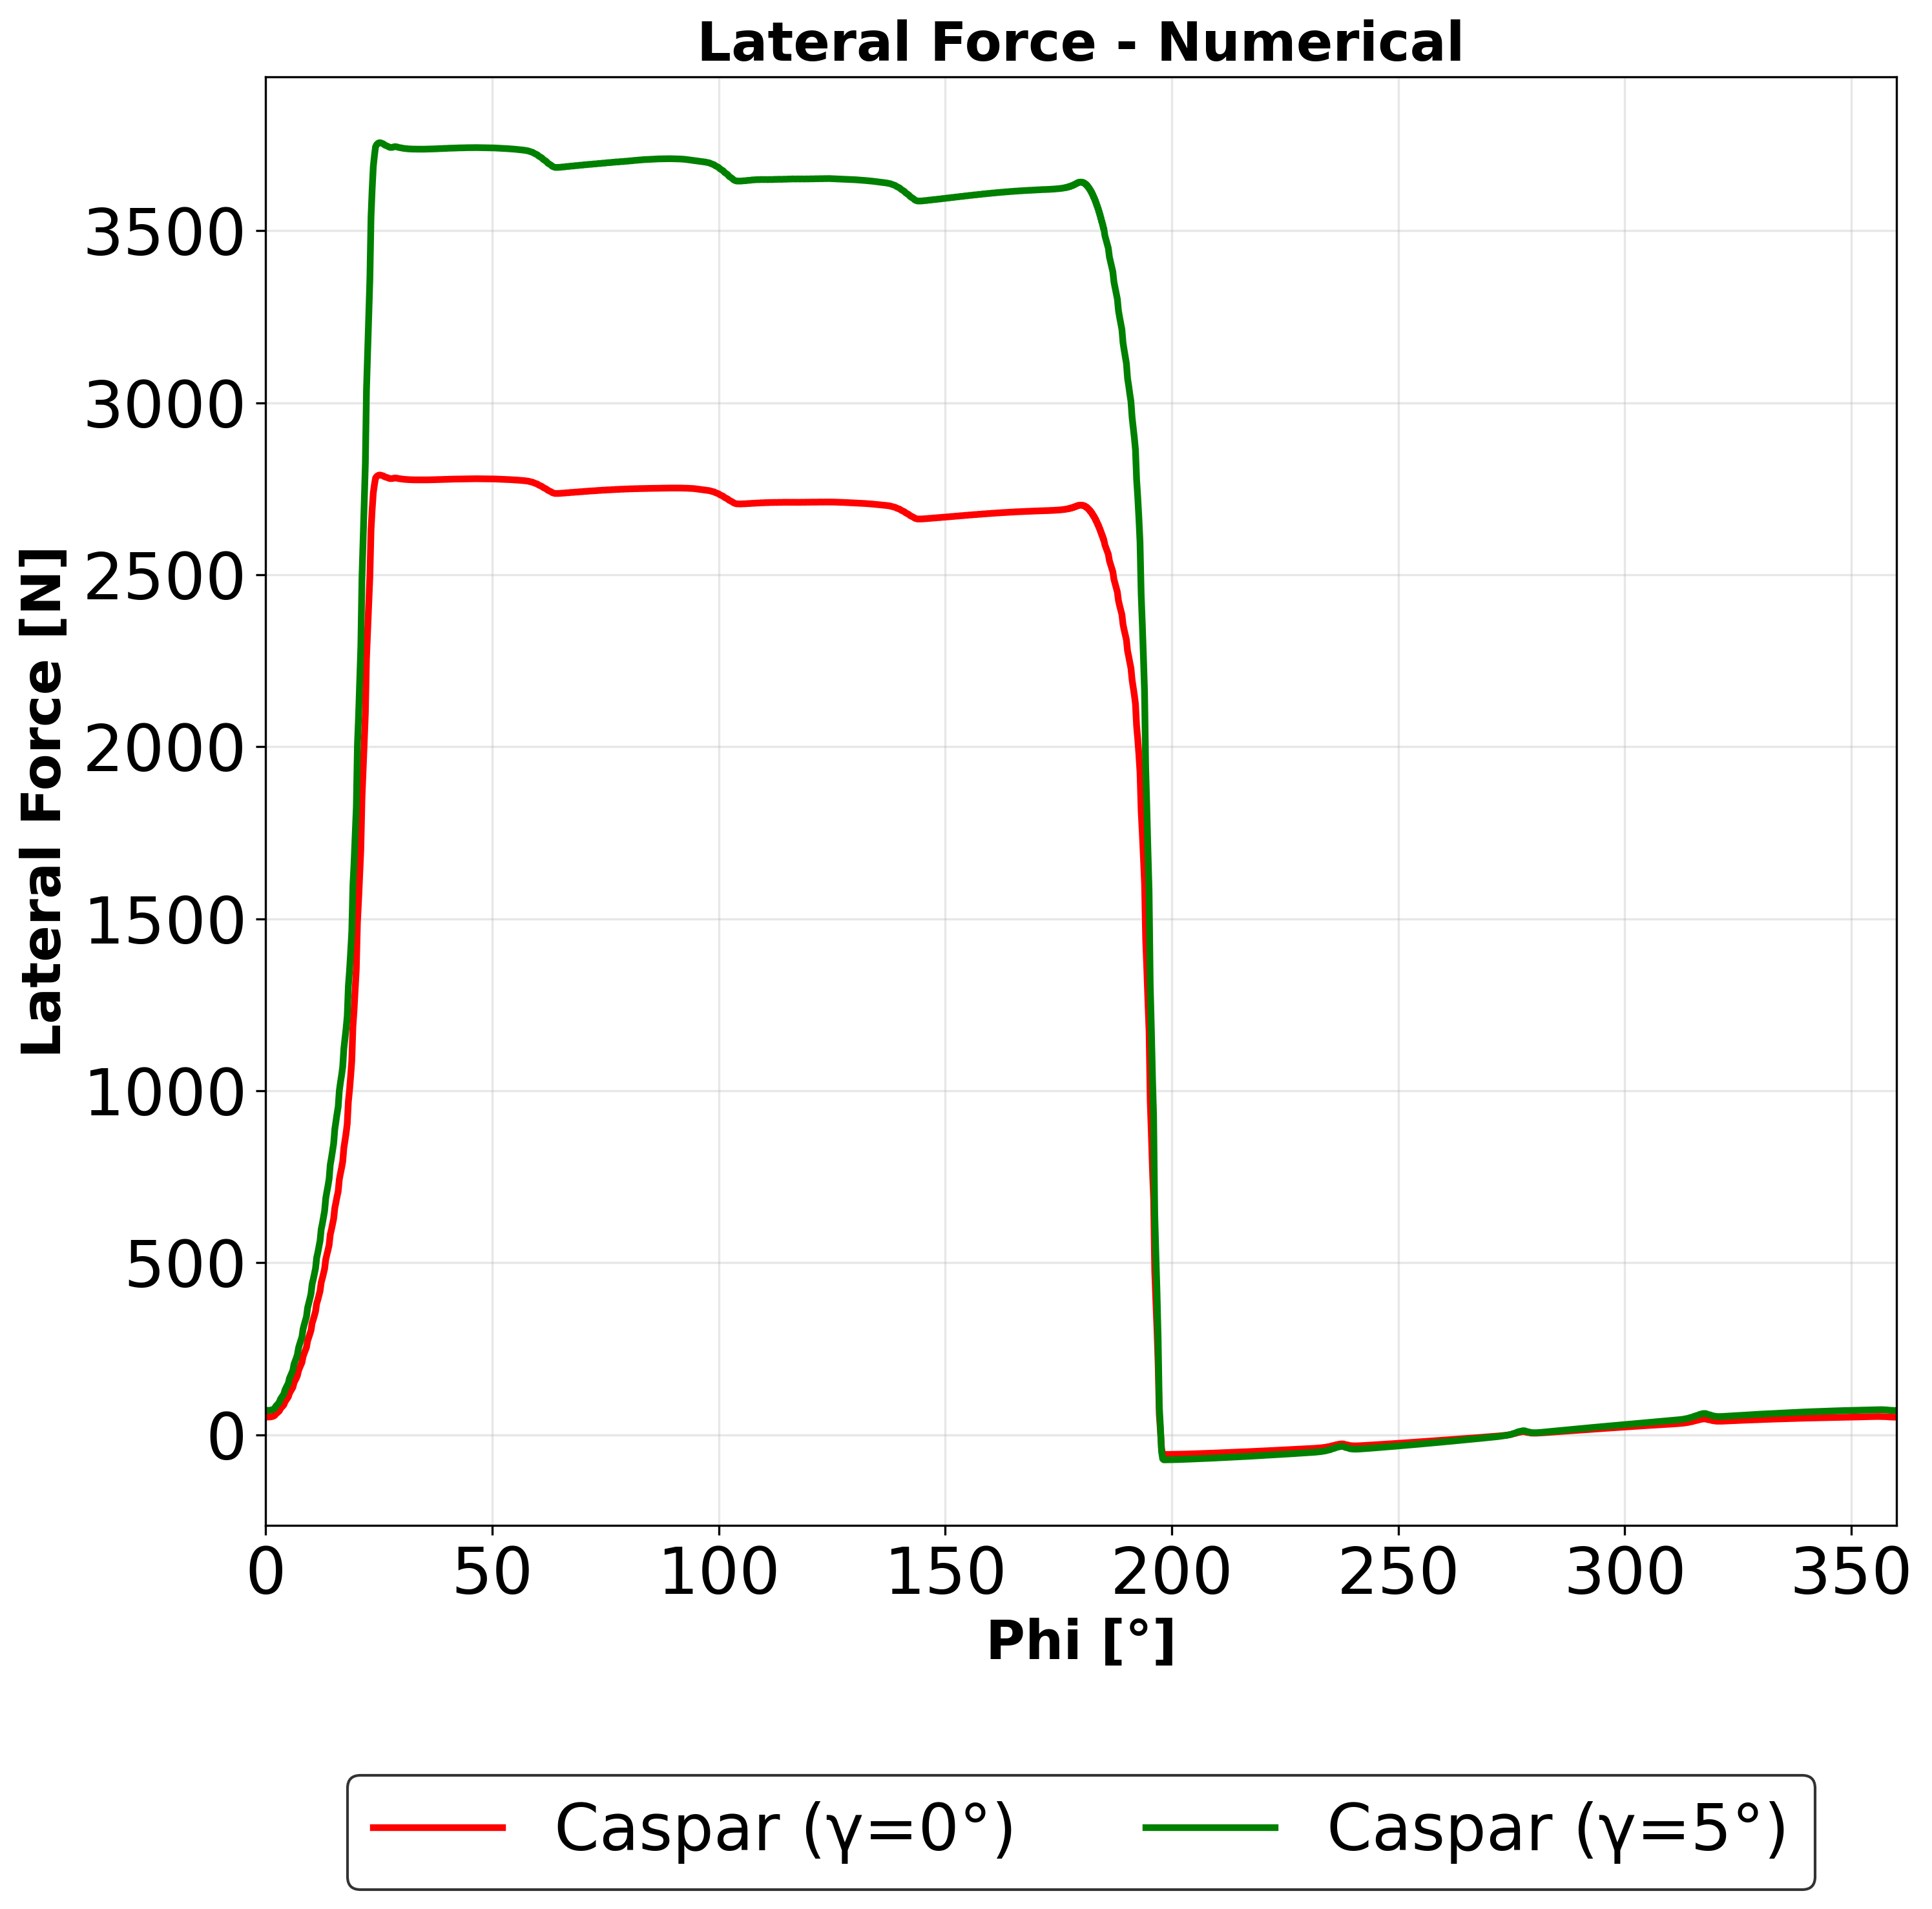 Lateral Force - Numerical
Lateral Force [N]
3500
3000
2500
2000
1500
1000
500
0
0 50 100 150 200 250 300 350
Phi [°]
Caspar (γ=0°) Caspar (γ=5°)